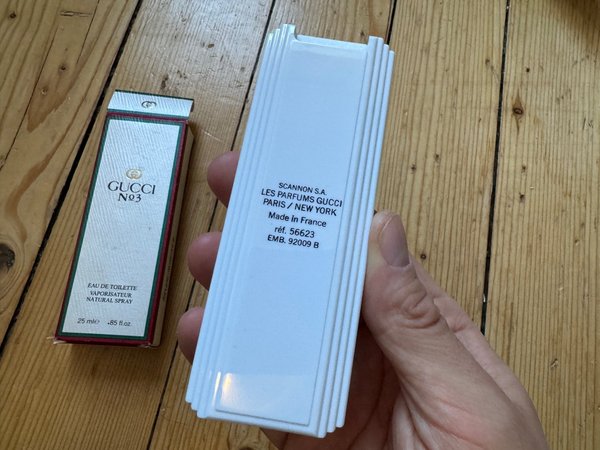 GUCCI
No3
EAU DE TOILETTE
VAPORISATEUR
NATURAL SPRAY
25 ml℮ .85 fl.oz.
SCANNON S.A.
LES PARFUMS GUCCI
PARIS / NEW YORK
Made in France
réf. 56623
EMB. 92009 B